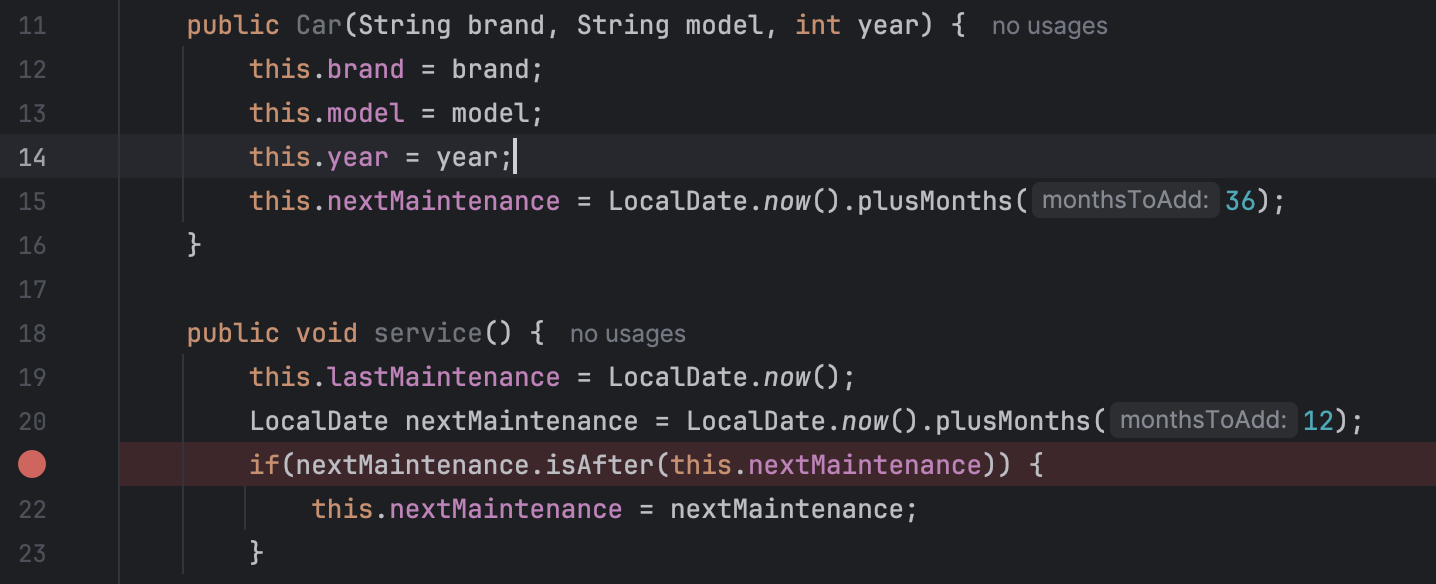 11 public Car(String brand, String model, int year) { no usages
12 this.brand = brand;
13 this.model = model;
14 this.year = year;
15 this.nextMaintenance = LocalDate.now().plusMonths( monthsToAdd: 36);
16 }
17
18 public void service() { no usages
19 this.lastMaintenance = LocalDate.now();
20 LocalDate nextMaintenance = LocalDate.now().plusMonths( monthsToAdd: 12);
if(nextMaintenance.isAfter(this.nextMaintenance)) {
22 this.nextMaintenance = nextMaintenance;
23 }